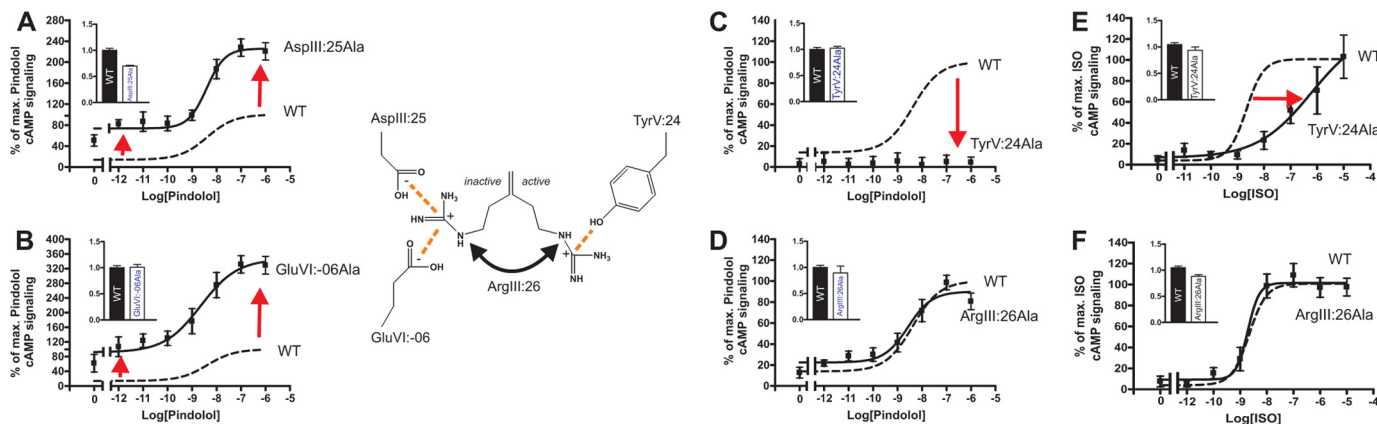 A
% of max. Pindolol
cAMP signaling
280
240
200
160
120
80
40
0
1.5
1.0
0.5
0.0
WT
AspIII:25Ala
AspIII:25Ala
WT
0 -12 -11 -10 -9 -8 -7 -6 -5
Log[Pindolol]
B
% of max. Pindolol
cAMP signaling
400
360
320
280
240
200
160
120
80
40
0
1.5
1.0
0.5
0.0
WT
GluVI:-06Ala
GluVI:-06Ala
WT
0 -12 -11 -10 -9 -8 -7 -6 -5
Log[Pindolol]
AspIII:25
TyrV:24
O
-
OH
inactive
active
NH3
HN
+
N
H
HO
NH
+
NH3
NH
O
-
OH
ArgIII:26
GluVI:-06
C
% of max. Pindolol
cAMP signaling
140
120
100
80
60
40
20
0
1.5
1.0
0.5
0.0
WT
TyrV:24Ala
WT
TyrV:24Ala
0 -12 -11 -10 -9 -8 -7 -6 -5
Log[Pindolol]
D
% of max. Pindolol
cAMP signaling
140
120
100
80
60
40
20
0
1.5
1.0
0.5
0.0
WT
ArgIII:26Ala
WT
ArgIII:26Ala
0 -12 -11 -10 -9 -8 -7 -6 -5
Log[Pindolol]
E
% of max. ISO
cAMP signaling
140
120
100
80
60
40
20
0
1.5
1.0
0.5
0.0
WT
TyrV:24Ala
WT
TyrV:24Ala
0 -11 -10 -9 -8 -7 -6 -5 -4
Log[ISO]
F
% of max. ISO
cAMP signaling
140
120
100
80
60
40
20
0
1.5
1.0
0.5
0.0
WT
ArgIII:26Ala
WT
ArgIII:26Ala
0 -12 -10 -9 -8 -7 -6 -5 -4
Log[ISO]